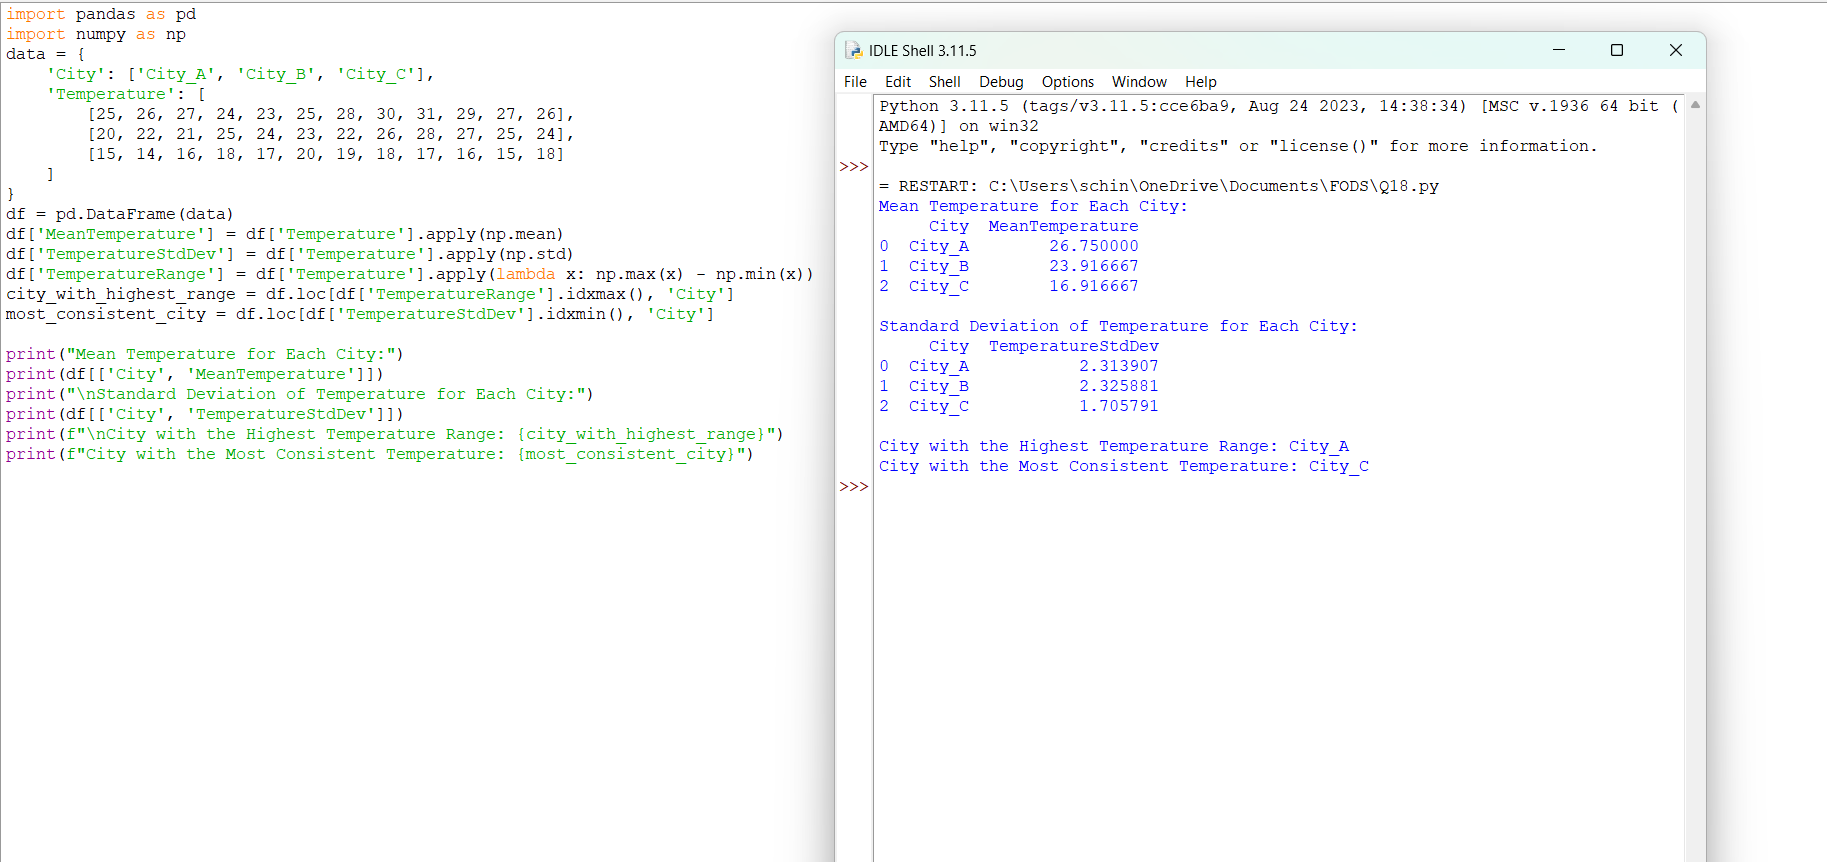 import pandas as pd
import numpy as np
data = {
    'City': ['City_A', 'City_B', 'City_C'],
    'Temperature': [
        [25, 26, 27, 24, 23, 25, 28, 30, 31, 29, 27, 26],
        [20, 22, 21, 25, 24, 23, 22, 26, 28, 27, 25, 24],
        [15, 14, 16, 18, 17, 20, 19, 18, 17, 16, 15, 18]
    ]
}
df = pd.DataFrame(data)
df['MeanTemperature'] = df['Temperature'].apply(np.mean)
df['TemperatureStdDev'] = df['Temperature'].apply(np.std)
df['TemperatureRange'] = df['Temperature'].apply(lambda x: np.max(x) - np.min(x))
city_with_highest_range = df.loc[df['TemperatureRange'].idxmax(), 'City']
most_consistent_city = df.loc[df['TemperatureStdDev'].idxmin(), 'City']
print("Mean Temperature for Each City:")
print(df[['City', 'MeanTemperature']])
print("\nStandard Deviation of Temperature for Each City:")
print(df[['City', 'TemperatureStdDev']])
print(f"\nCity with the Highest Temperature Range: {city_with_highest_range}")
print(f"City with the Most Consistent Temperature: {most_consistent_city}")
IDLE Shell 3.11.5
File Edit Shell Debug Options Window Help
Python 3.11.5 (tags/v3.11.5:cce6ba9, Aug 24 2023, 14:38:34) [MSC v.1936 64 bit (
AMD64)] on win32
Type "help", "copyright", "credits" or "license()" for more information.
>>>
= RESTART: C:\Users\schin\OneDrive\Documents\FODS\Q18.py
Mean Temperature for Each City:
     City  MeanTemperature
0  City_A        26.750000
1  City_B        23.916667
2  City_C        16.916667
Standard Deviation of Temperature for Each City:
     City  TemperatureStdDev
0  City_A           2.313907
1  City_B           2.325881
2  City_C           1.705791
City with the Highest Temperature Range: City_A
City with the Most Consistent Temperature: City_C
>>>